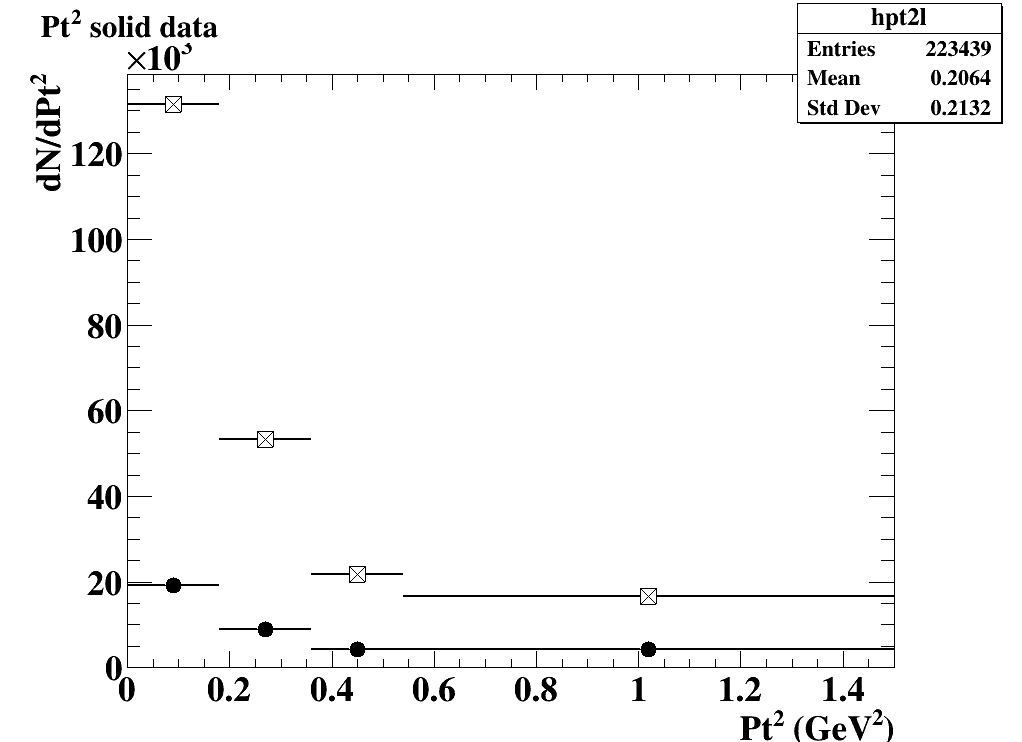 Pt² solid data
×10³
hpt2l
Entries 223439
Mean 0.2064
Std Dev 0.2132
dN/dPt²
120
100
80
60
40
20
0
0 0.2 0.4 0.6 0.8 1 1.2 1.4
Pt² (GeV²)